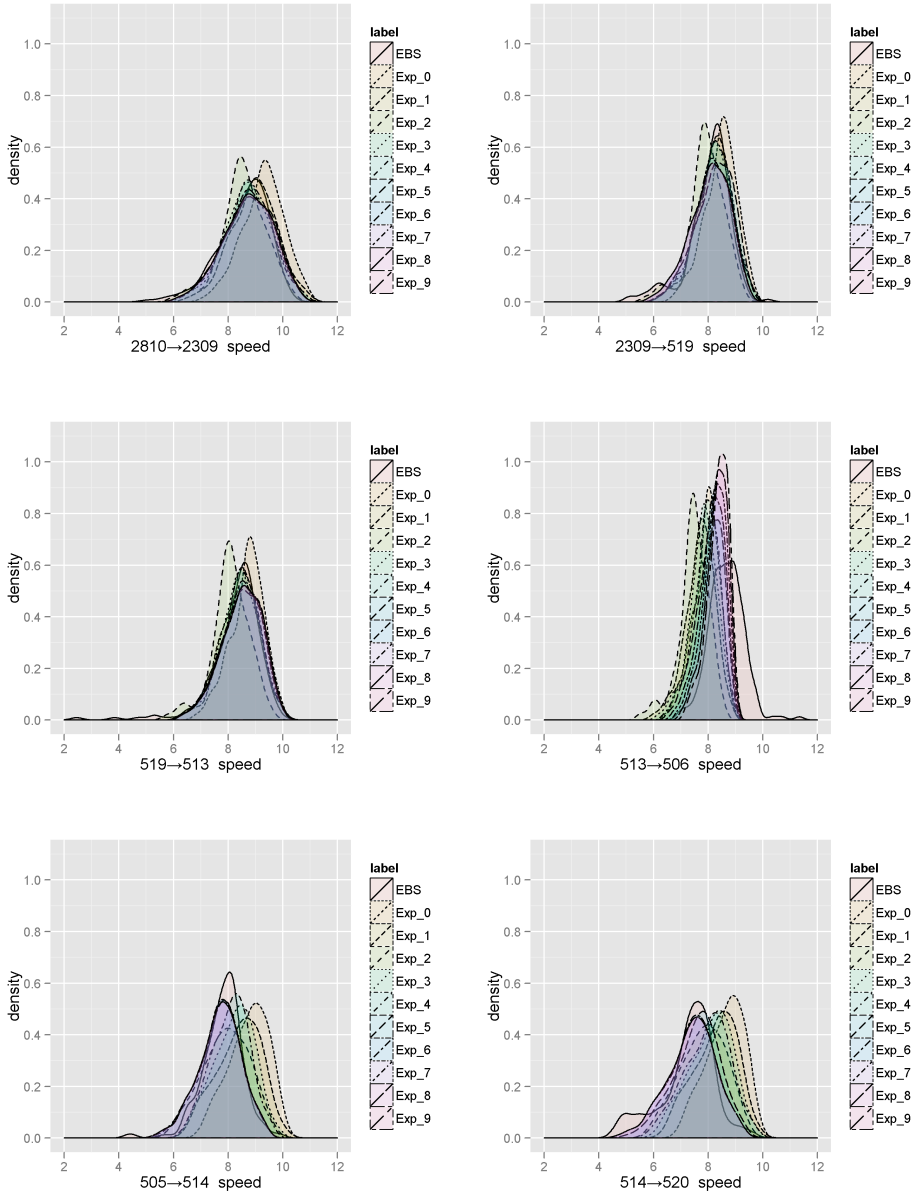 label
EBS
Exp_0
Exp_1
Exp_2
Exp_3
Exp_4
Exp_5
Exp_6
Exp_7
Exp_8
Exp_9
density
1.0
0.8
0.6
0.4
0.2
0.0
2 4 6 8 10 12
2810→2309 speed
label
EBS
Exp_0
Exp_1
Exp_2
Exp_3
Exp_4
Exp_5
Exp_6
Exp_7
Exp_8
Exp_9
density
1.0
0.8
0.6
0.4
0.2
0.0
2 4 6 8 10 12
2309→519 speed
label
EBS
Exp_0
Exp_1
Exp_2
Exp_3
Exp_4
Exp_5
Exp_6
Exp_7
Exp_8
Exp_9
density
1.0
0.8
0.6
0.4
0.2
0.0
2 4 6 8 10 12
519→513 speed
label
EBS
Exp_0
Exp_1
Exp_2
Exp_3
Exp_4
Exp_5
Exp_6
Exp_7
Exp_8
Exp_9
density
1.0
0.8
0.6
0.4
0.2
0.0
2 4 6 8 10 12
513→506 speed
label
EBS
Exp_0
Exp_1
Exp_2
Exp_3
Exp_4
Exp_5
Exp_6
Exp_7
Exp_8
Exp_9
density
1.0
0.8
0.6
0.4
0.2
0.0
2 4 6 8 10 12
505→514 speed
label
EBS
Exp_0
Exp_1
Exp_2
Exp_3
Exp_4
Exp_5
Exp_6
Exp_7
Exp_8
Exp_9
density
1.0
0.8
0.6
0.4
0.2
0.0
2 4 6 8 10 12
514→520 speed